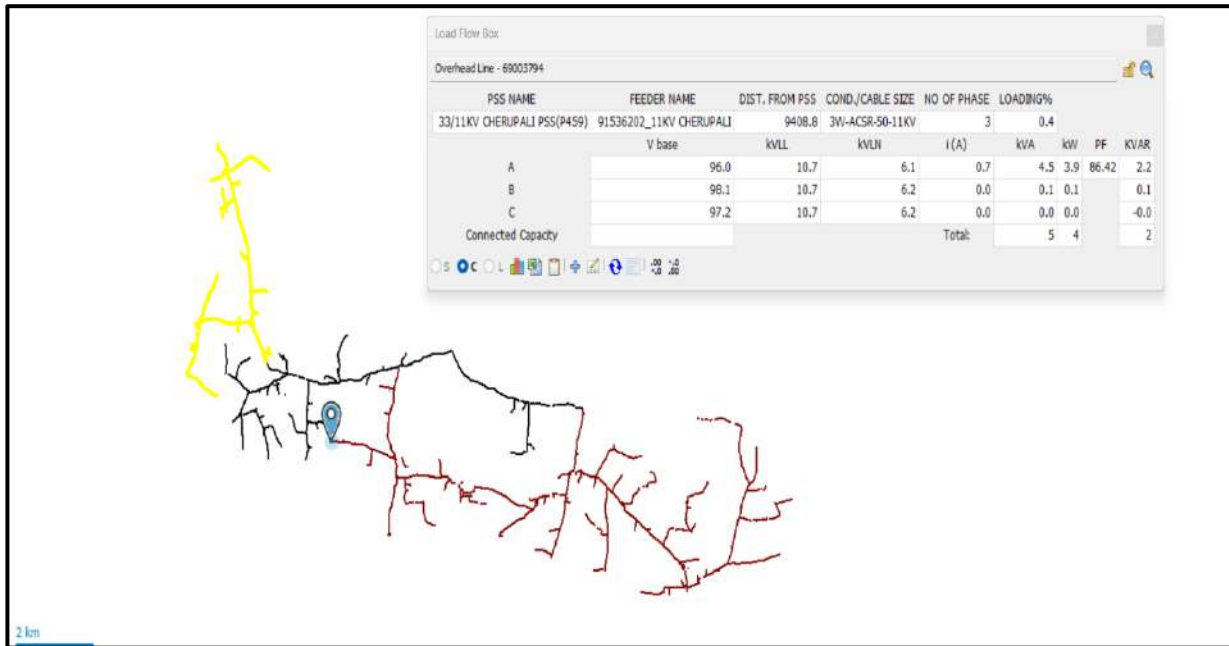 Load Flow Box
Overhead Line - 69003794
PSS NAME FEEDER NAME DIST. FROM PSS COND./CABLE SIZE NO OF PHASE LOADING%
33/11KV CHERUPALI PSS(P459) 91536202_11KV CHERUPALI 9408.8 3W-ACSR-50-11KV 3 0.4
V base kVLL kVLN i (A) kVA kW PF KVAR
A 96.0 10.7 6.1 0.7 4.5 3.9 86.42 2.2
B 98.1 10.7 6.2 0.0 0.1 0.1 0.1
C 97.2 10.7 6.2 0.0 0.0 0.0 -0.0
Connected Capacity Total: 5 4 2
S C L
2 km